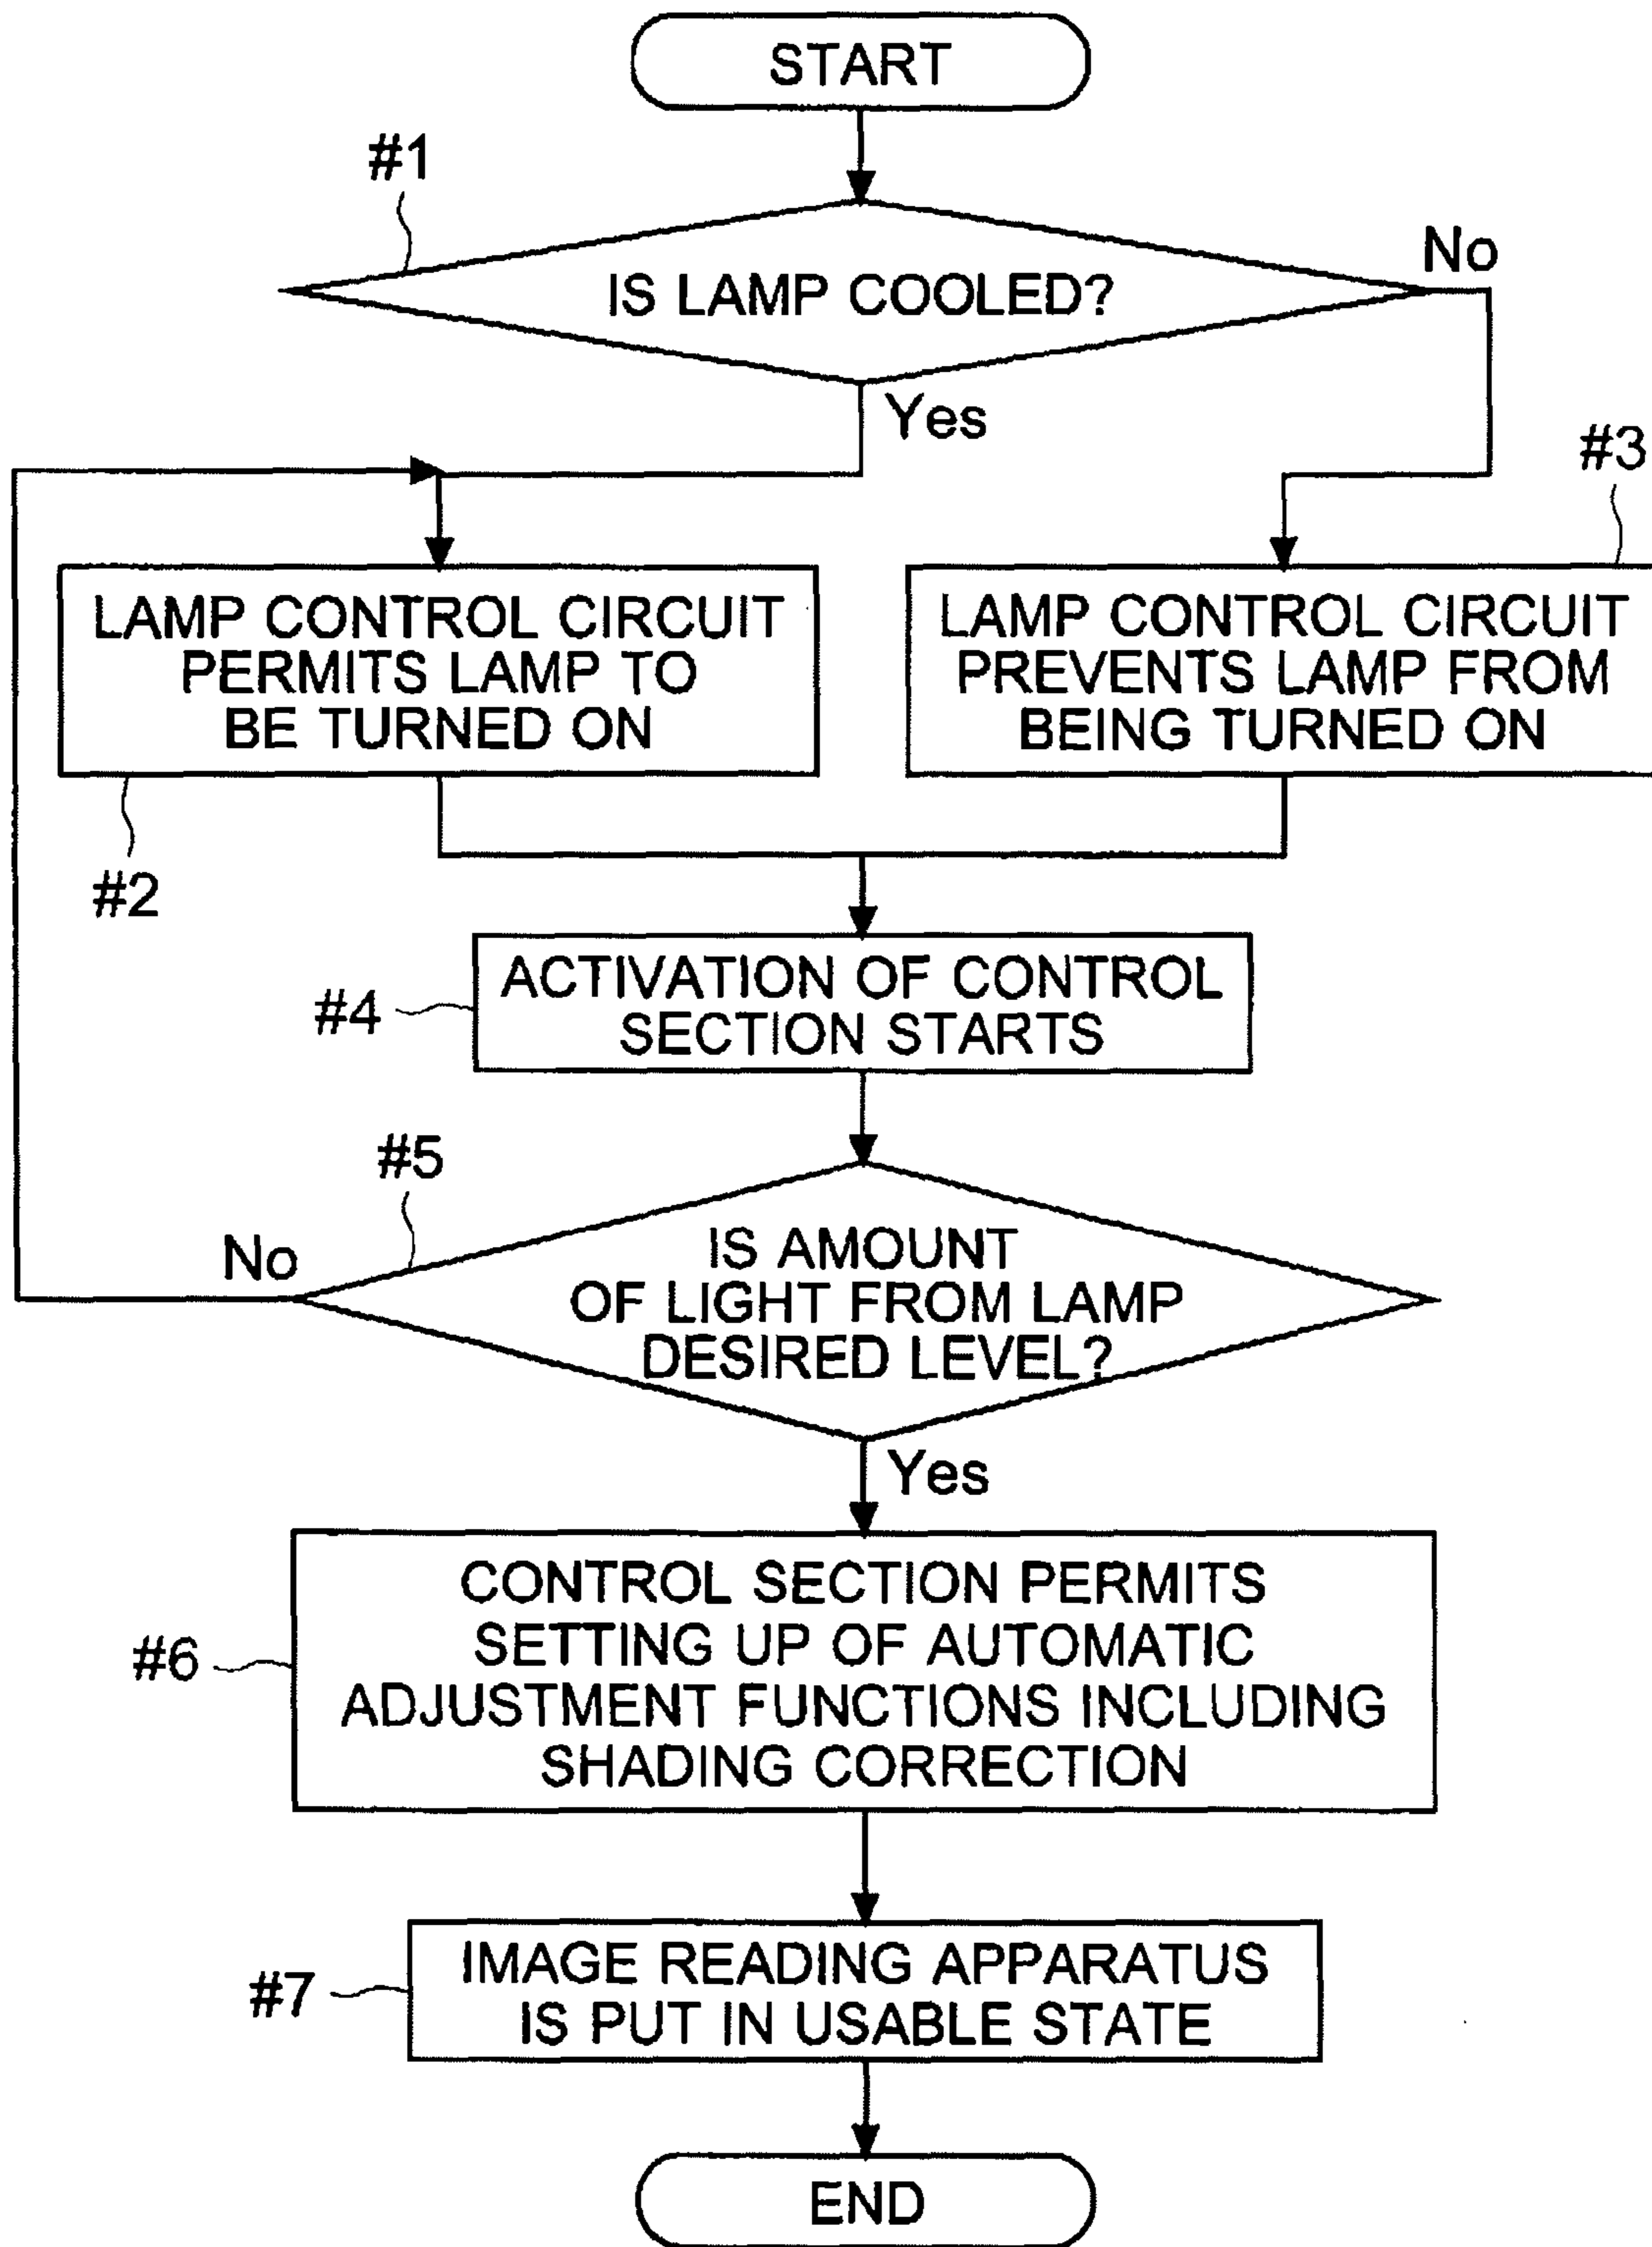 START
#1
No
IS LAMP COOLED?
Yes
#3
LAMP CONTROL CIRCUIT
PERMITS LAMP TO
BE TURNED ON
LAMP CONTROL CIRCUIT
PREVENTS LAMP FROM
BEING TURNED ON
#2
ACTIVATION OF CONTROL
SECTION STARTS
#4
#5
No
IS AMOUNT
OF LIGHT FROM LAMP
DESIRED LEVEL?
Yes
CONTROL SECTION PERMITS
SETTING UP OF AUTOMATIC
ADJUSTMENT FUNCTIONS INCLUDING
SHADING CORRECTION
#6
IMAGE READING APPARATUS
IS PUT IN USABLE STATE
#7
END